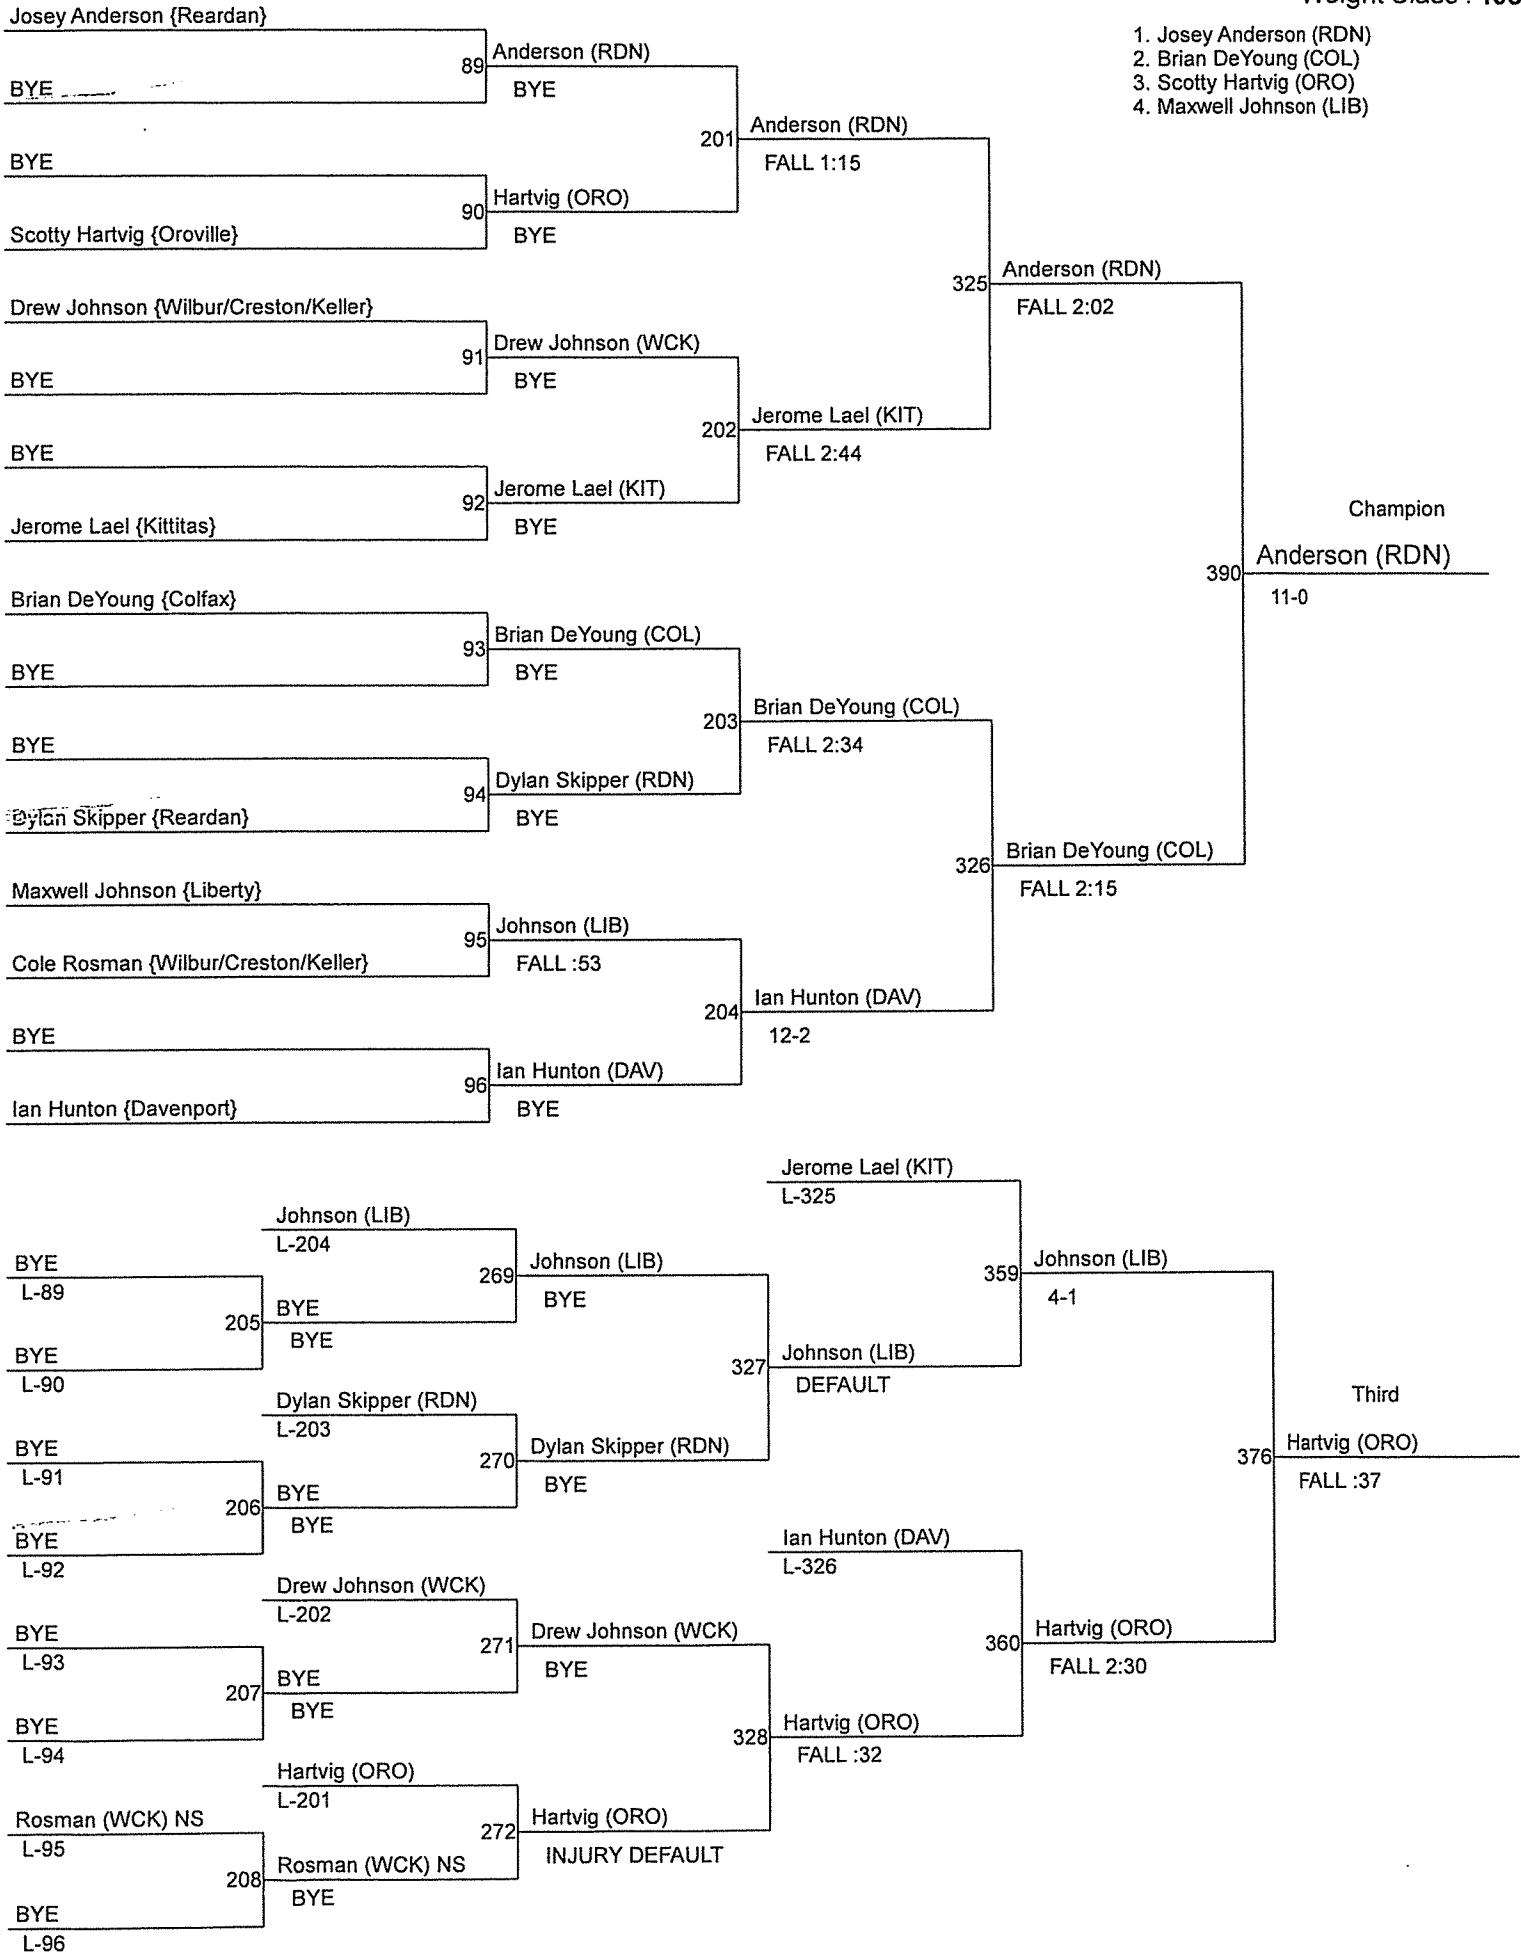 Weight Class :
1. Josey Anderson (RDN)
2. Brian DeYoung (COL)
3. Scotty Hartvig (ORO)
4. Maxwell Johnson (LIB)
Josey Anderson {Reardan}
89
Anderson (RDN)
BYE
BYE
201
Anderson (RDN)
FALL 1:15
BYE
90
Hartvig (ORO)
BYE
Scotty Hartvig {Oroville}
325
Anderson (RDN)
FALL 2:02
Drew Johnson {Wilbur/Creston/Keller}
91
Drew Johnson (WCK)
BYE
BYE
202
Jerome Lael (KIT)
FALL 2:44
BYE
92
Jerome Lael (KIT)
BYE
Jerome Lael {Kittitas}
Champion
390
Anderson (RDN)
11-0
Brian DeYoung {Colfax}
93
Brian DeYoung (COL)
BYE
BYE
203
Brian DeYoung (COL)
FALL 2:34
BYE
94
Dylan Skipper (RDN)
BYE
Dylan Skipper {Reardan}
326
Brian DeYoung (COL)
FALL 2:15
Maxwell Johnson {Liberty}
95
Johnson (LIB)
FALL :53
Cole Rosman {Wilbur/Creston/Keller}
204
Ian Hunton (DAV)
12-2
BYE
96
Ian Hunton (DAV)
BYE
Ian Hunton {Davenport}
Jerome Lael (KIT)
L-325
Johnson (LIB)
L-204
BYE
L-89
269
Johnson (LIB)
BYE
359
Johnson (LIB)
4-1
205
BYE
BYE
BYE
L-90
327
Johnson (LIB)
DEFAULT
Dylan Skipper (RDN)
L-203
Third
BYE
L-91
270
Dylan Skipper (RDN)
BYE
376
Hartvig (ORO)
FALL :37
206
BYE
BYE
BYE
L-92
Ian Hunton (DAV)
L-326
Drew Johnson (WCK)
L-202
BYE
L-93
271
Drew Johnson (WCK)
BYE
360
Hartvig (ORO)
FALL 2:30
207
BYE
BYE
BYE
L-94
328
Hartvig (ORO)
FALL :32
Hartvig (ORO)
L-201
Rosman (WCK) NS
L-95
272
Hartvig (ORO)
INJURY DEFAULT
208
Rosman (WCK) NS
BYE
BYE
L-96